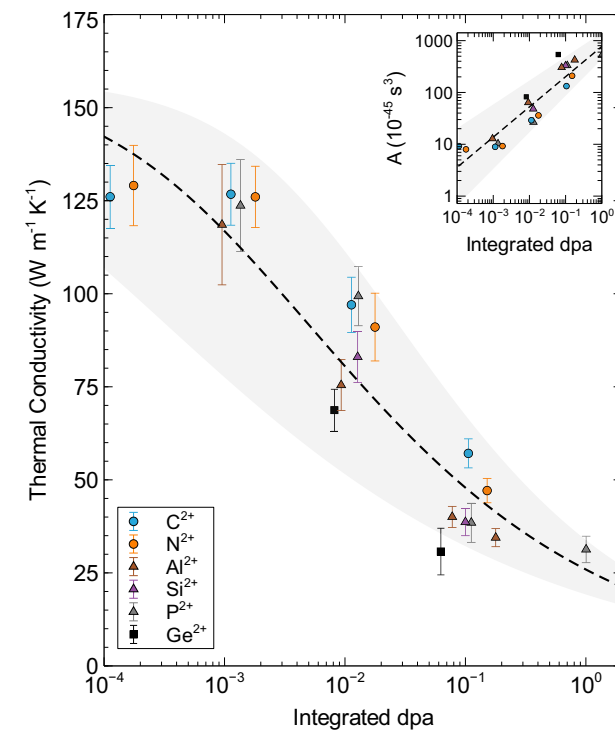 Thermal Conductivity (W m⁻¹ K⁻¹)
175
150
125
100
75
50
25
0
10⁻⁴
10⁻³
10⁻²
10⁻¹
10⁰
Integrated dpa
C²⁺
N²⁺
Al²⁺
Si²⁺
P²⁺
Ge²⁺
A (10⁻⁴⁵ s³)
1000
100
10
1
10⁻⁴ 10⁻³ 10⁻² 10⁻¹ 10⁰
Integrated dpa